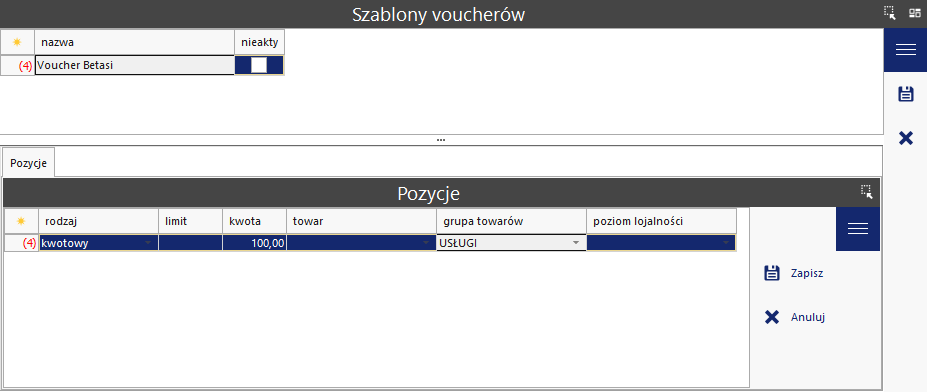 Szablony voucherów
nazwa nieakty
(4) Voucher Betasi
Pozycje
Pozycje
rodzaj limit kwota towar grupa towarów poziom lojalności
(4) kwotowy 100,00 USŁUGI
Zapisz
Anuluj